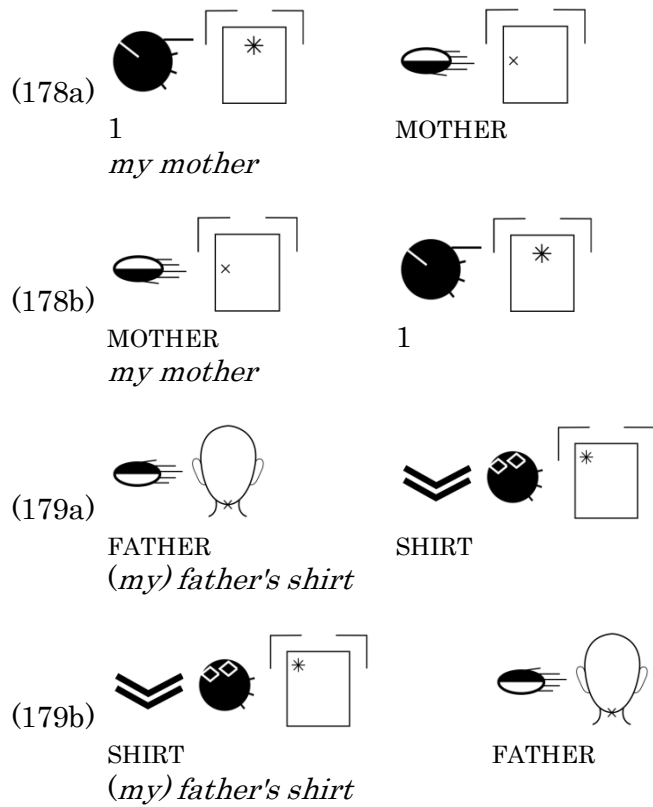 (178a)
1 MOTHER
my mother
(178b)
MOTHER 1
my mother
(179a)
FATHER SHIRT
(my) father's shirt
(179b)
SHIRT FATHER
(my) father's shirt